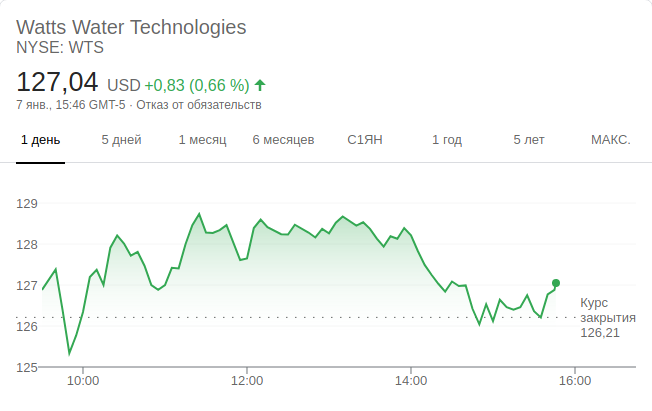 Watts Water Technologies
NYSE: WTS
127,04 USD +0,83 (0,66 %)
7 янв., 15:46 GMT-5 · Отказ от обязательств
1 день 5 дней 1 месяц 6 месяцев С1ЯН 1 год 5 лет МАКС.
129
128
127
126
125
Курс
закрытия
126,21
10:00 12:00 14:00 16:00